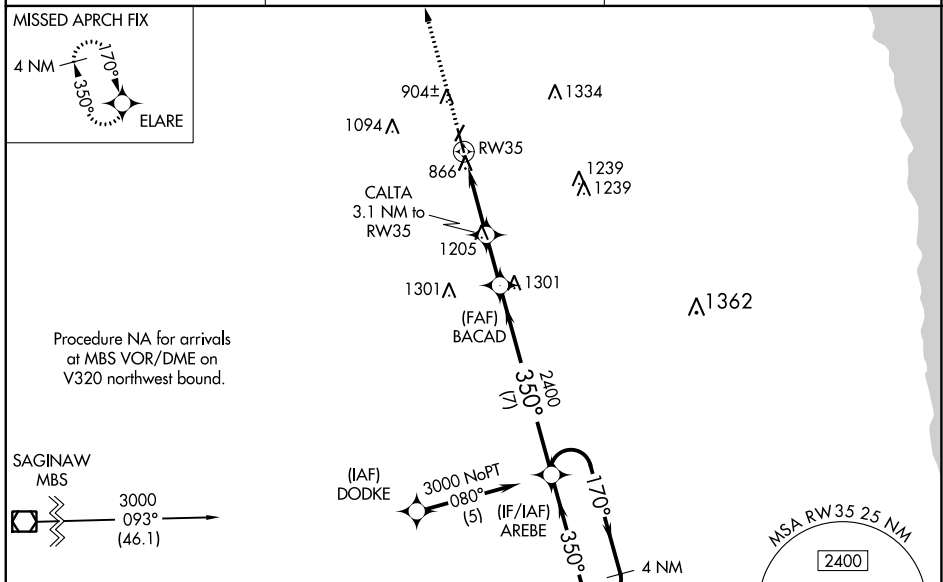 MISSED APRCH FIX
4 NM
170°
350°
ELARE
904±
1334
1094
RW35
866
1239
1239
CALTA
3.1 NM to
RW35
1205
1301
1301
1362
(FAF)
BACAD
Procedure NA for arrivals
at MBS VOR/DME on
V320 northwest bound.
2400
350°
(7)
SAGINAW
MBS
3000
093°
(46.1)
(IAF)
DODKE
3000 NoPT
080°
(5)
(IF/IAF)
AREBE
170°
350°
4 NM
MSA RW35 25 NM
2400